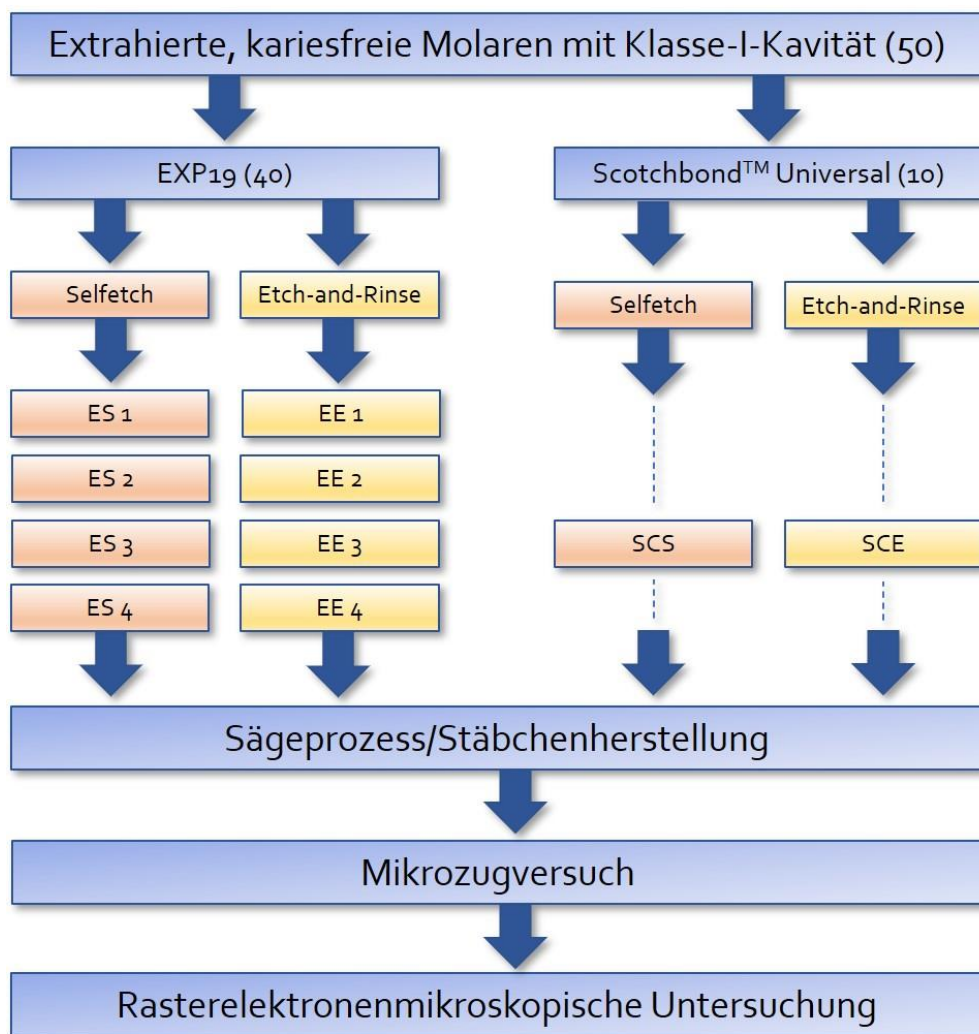 Extrahierte, kariesfreie Molaren mit Klasse-I-Kavität (50)
EXP19 (40)
Scotchbond™ Universal (10)
Selfetch
Etch-and-Rinse
Selfetch
Etch-and-Rinse
ES 1
EE 1
ES 2
EE 2
ES 3
EE 3
SCS
SCE
ES 4
EE 4
Sägeprozess/Stäbchenherstellung
Mikrozugversuch
Rasterelektronenmikroskopische Untersuchung